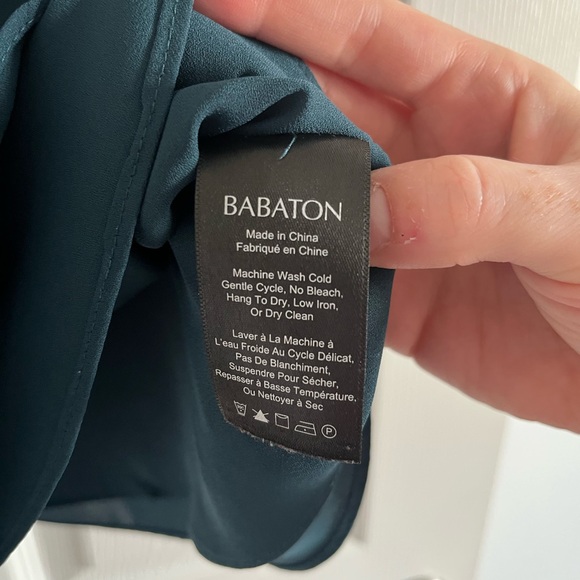 BABATON
Made in China
Fabriqué en Chine
Machine Wash Cold
Gentle Cycle, No Bleach,
Hang To Dry, Low Iron,
Or Dry Clean
Laver à La Machine à
L'eau Froide Au Cycle Délicat,
Pas De Blanchiment,
Suspendre Pour Sécher,
Repasser à Basse Température.
Ou Nettoyer à Sec
P